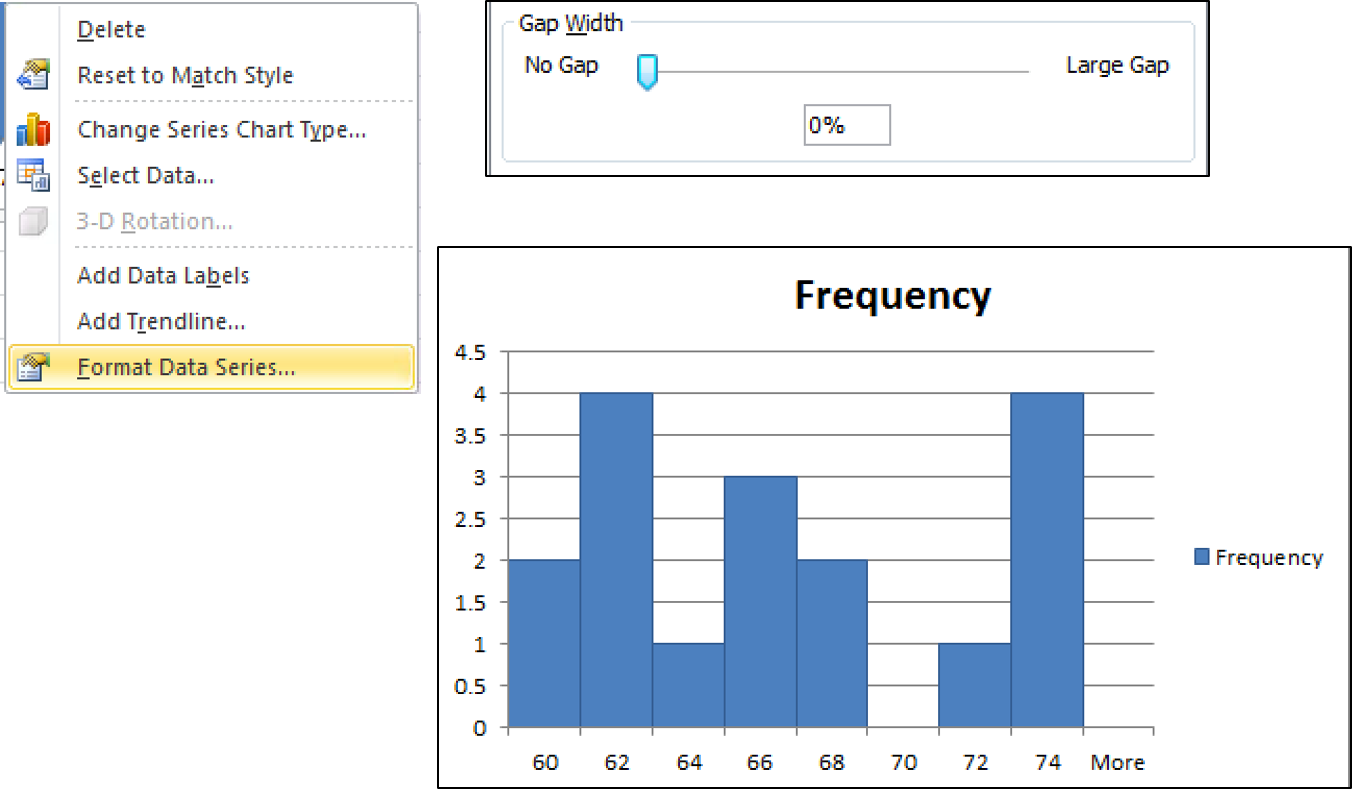 Delete
Reset to Match Style
Change Series Chart Type...
Select Data...
3-D Rotation...
Add Data Labels
Add Trendline...
Format Data Series...
Gap Width
No Gap
Large Gap
0%
Frequency
4.5
4
3.5
3
2.5
2
1.5
1
0.5
0
60 62 64 66 68 70 72 74 More
Frequency